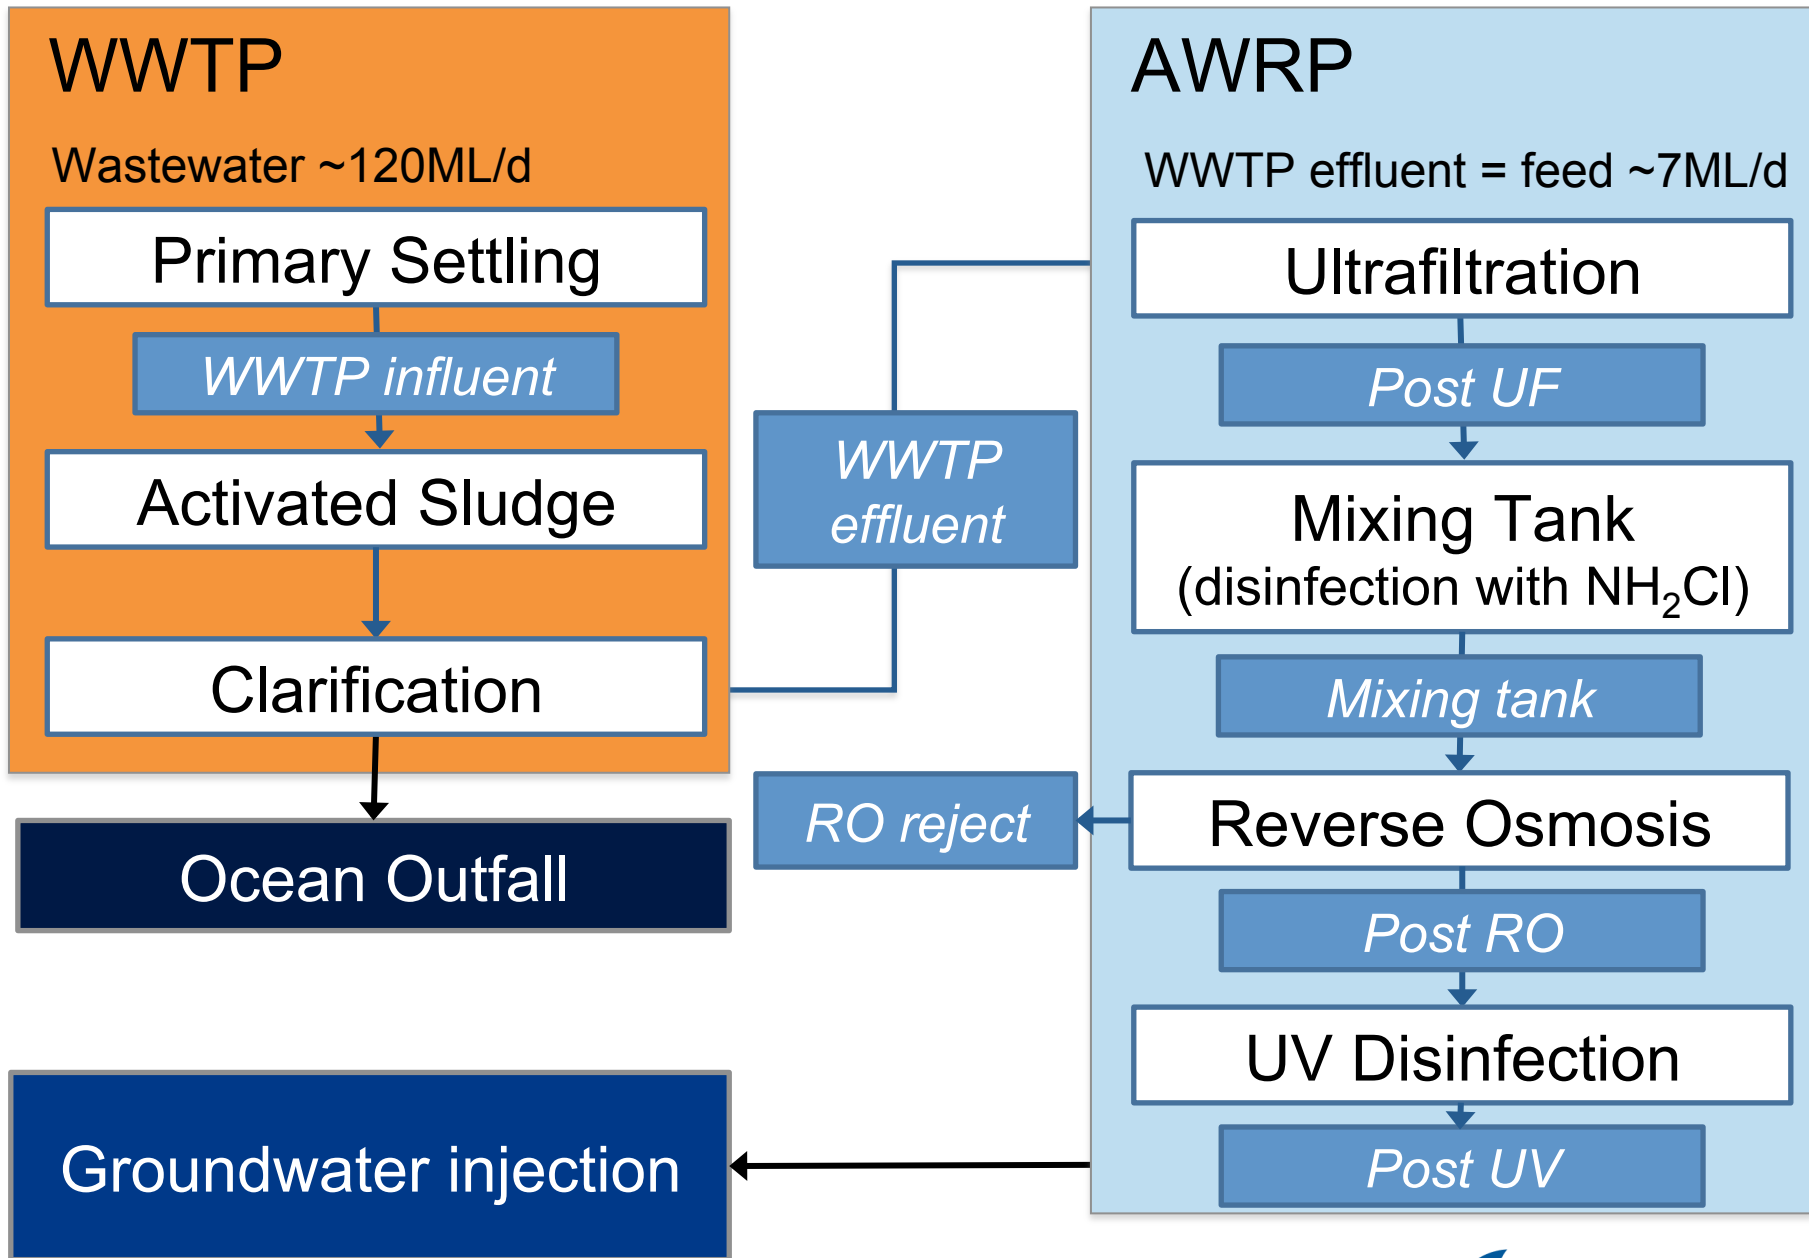 WWTP
Wastewater ~120ML/d
Primary Settling
WWTP influent
Activated Sludge
Clarification
Ocean Outfall
Groundwater injection
WWTP
effluent
RO reject
AWRP
WWTP effluent = feed ~7ML/d
Ultrafiltration
Post UF
Mixing Tank
(disinfection with NH₂Cl)
Mixing tank
Reverse Osmosis
Post RO
UV Disinfection
Post UV